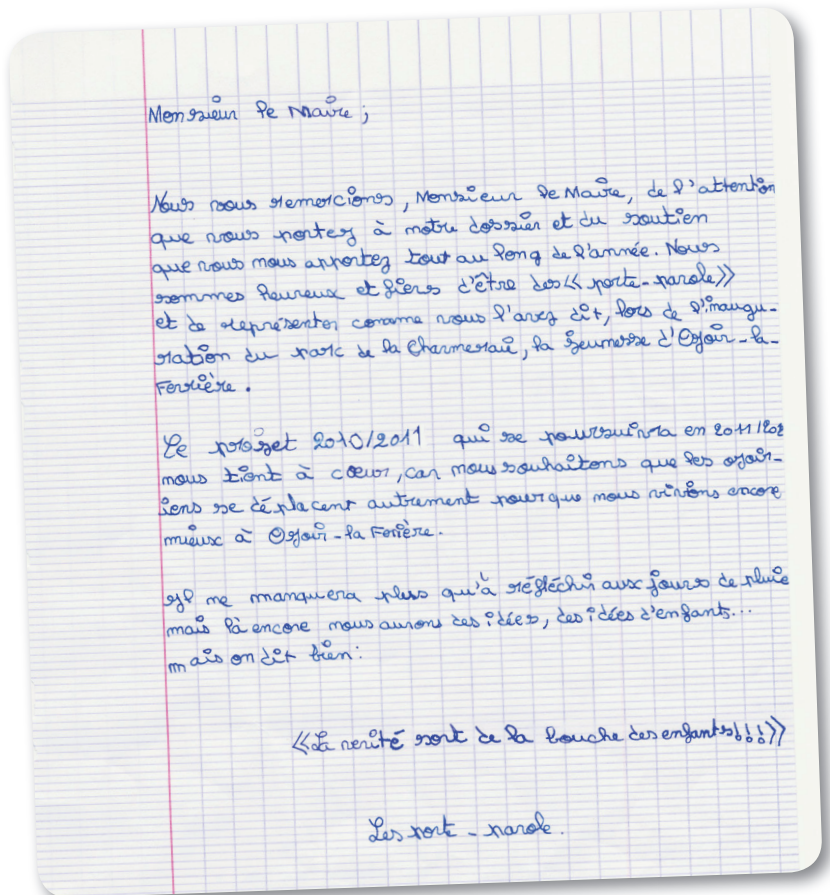 Monsieur le Maire ;
Nous vous remercions, Monsieur le Maire, de l'attention
que vous portez à notre dossier et du soutien
que vous nous apportez tout au long de l'année. Nous
sommes heureux et fiers d'être des « porte-parole »
et de représenter comme vous l'avez dit, lors de l'inaugu-
ration du parc de la Charmeraie, la jeunesse d'Ozoir-la-
Ferrière.
Le projet 2010/2011 qui se poursuivra en 2011/202
nous tient à cœur, car nous souhaitons que les ozoir-
iens se déplacent autrement pour que nous vivions encore
mieux à Ozoir-la Ferrière.
Il ne manquera plus qu'à réfléchir aux jours de pluie
mais là encore nous aurons des idées, des idées d'enfants...
mais on dit bien :
« La verité sort de la bouche des enfants!!! »
Les porte-parole.